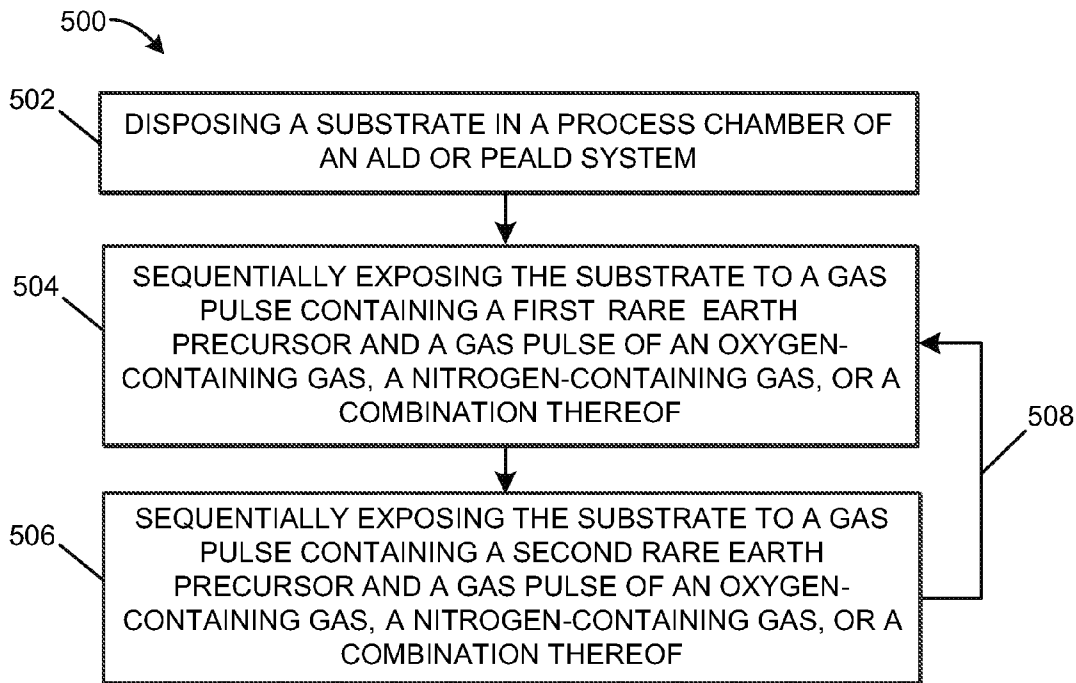 500
502
DISPOSING A SUBSTRATE IN A PROCESS CHAMBER OF
AN ALD OR PEALD SYSTEM
504
SEQUENTIALLY EXPOSING THE SUBSTRATE TO A GAS
PULSE CONTAINING A FIRST RARE EARTH
PRECURSOR AND A GAS PULSE OF AN OXYGEN-
CONTAINING GAS, A NITROGEN-CONTAINING GAS, OR A
COMBINATION THEREOF
508
506
SEQUENTIALLY EXPOSING THE SUBSTRATE TO A GAS
PULSE CONTAINING A SECOND RARE EARTH
PRECURSOR AND A GAS PULSE OF AN OXYGEN-
CONTAINING GAS, A NITROGEN-CONTAINING GAS, OR A
COMBINATION THEREOF